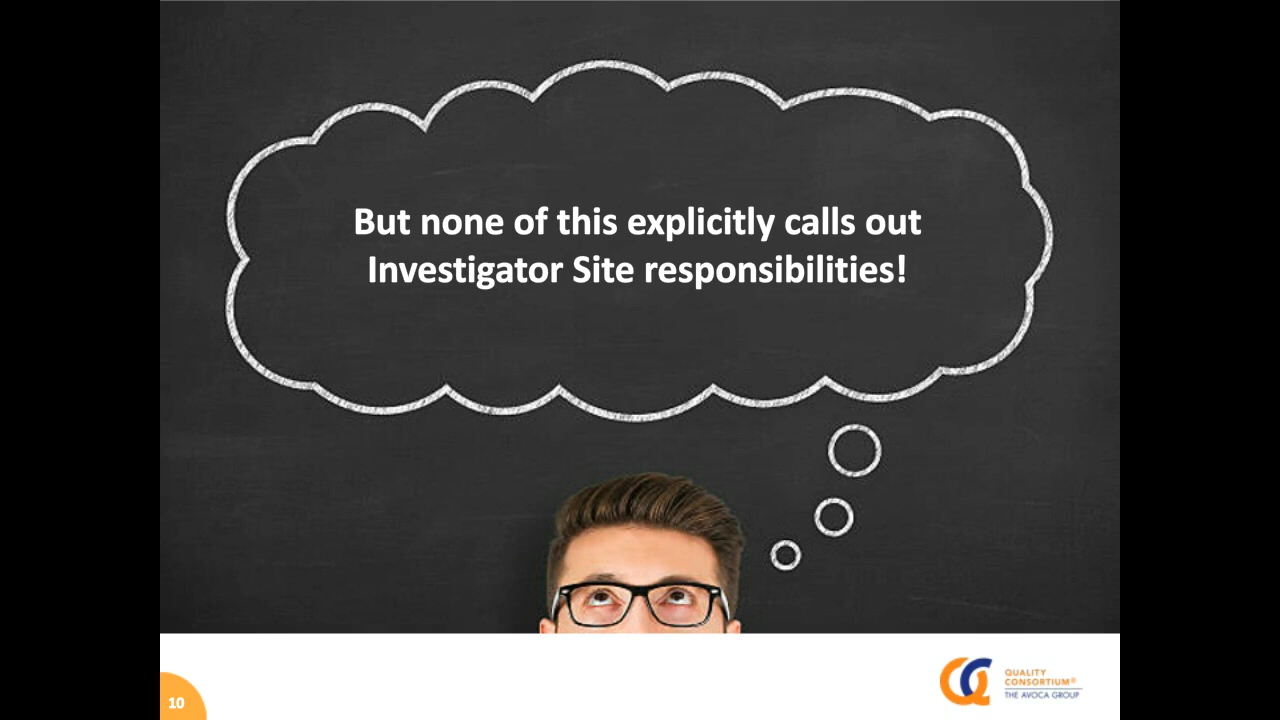 But none of this explicitly calls out
Investigator Site responsibilities!
10
QUALITY
CONSORTIUM®
THE AVOCA GROUP